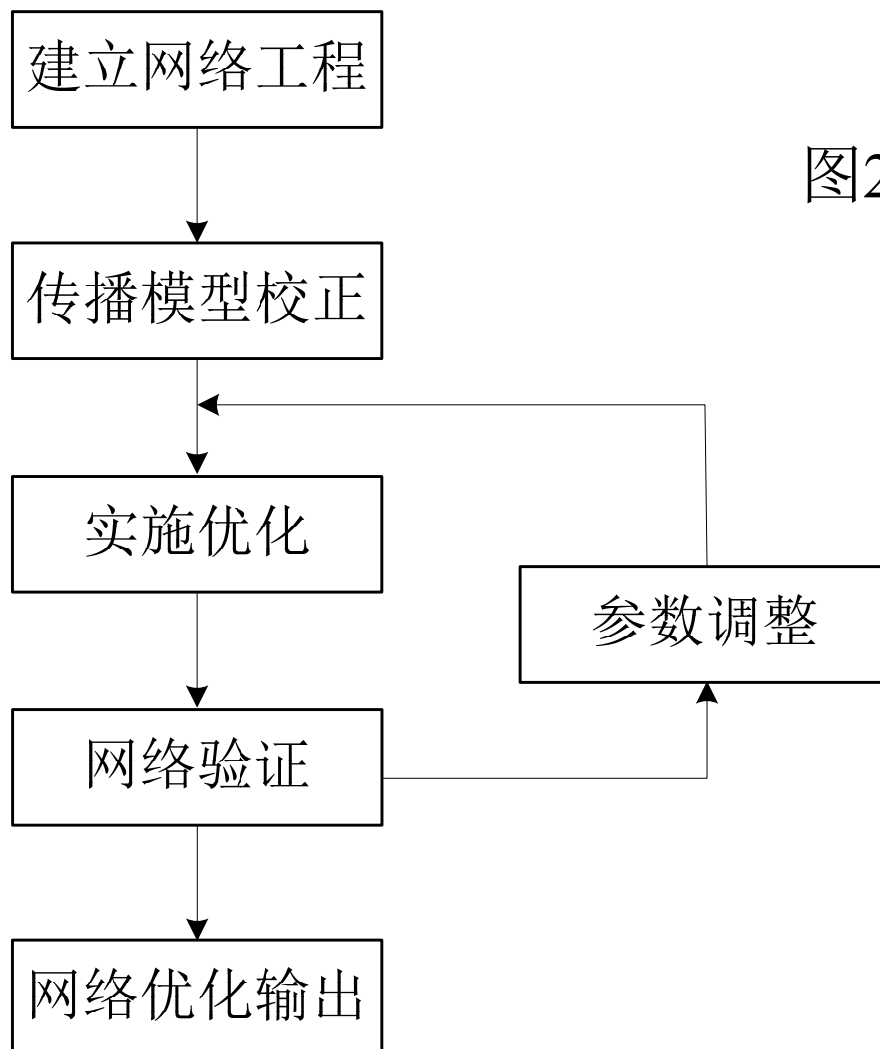 建立网络工程
图2
传播模型校正
实施优化
参数调整
网络验证
网络优化输出